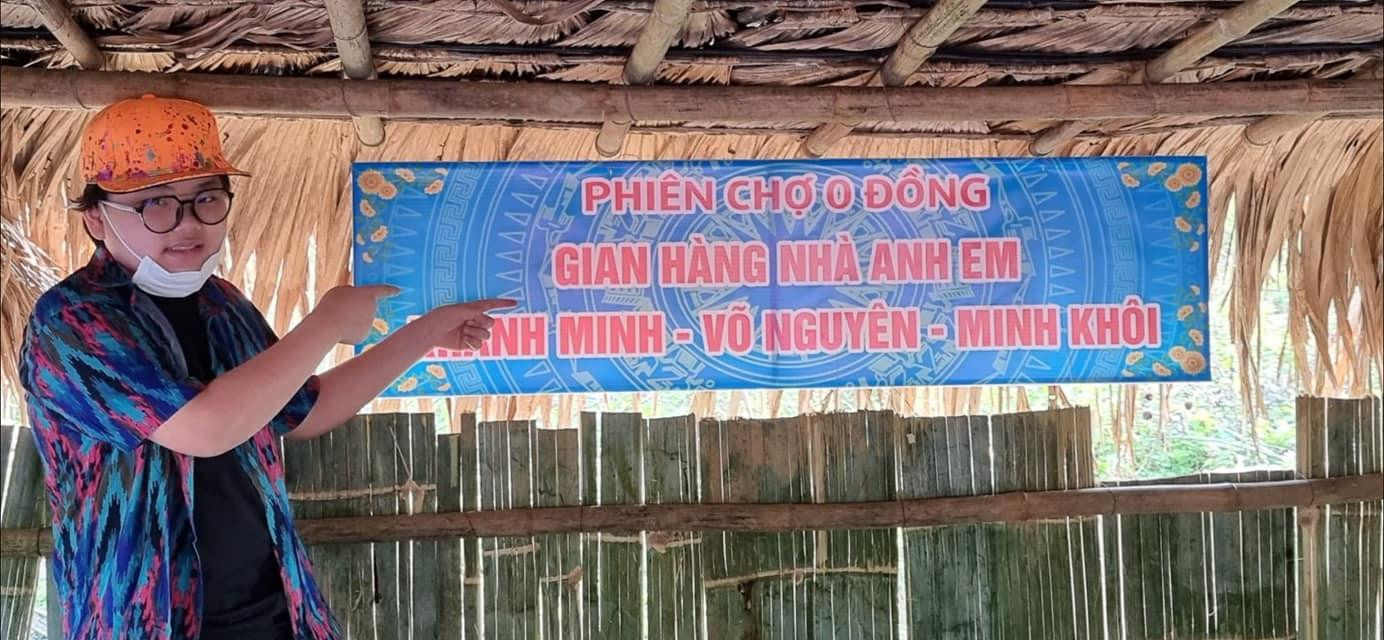 PHIÊN CHỢ 0 ĐỒNG
GIAN HÀNG NHÀ ANH EM
MINH - VÕ NGUYÊN - MINH KHÔI